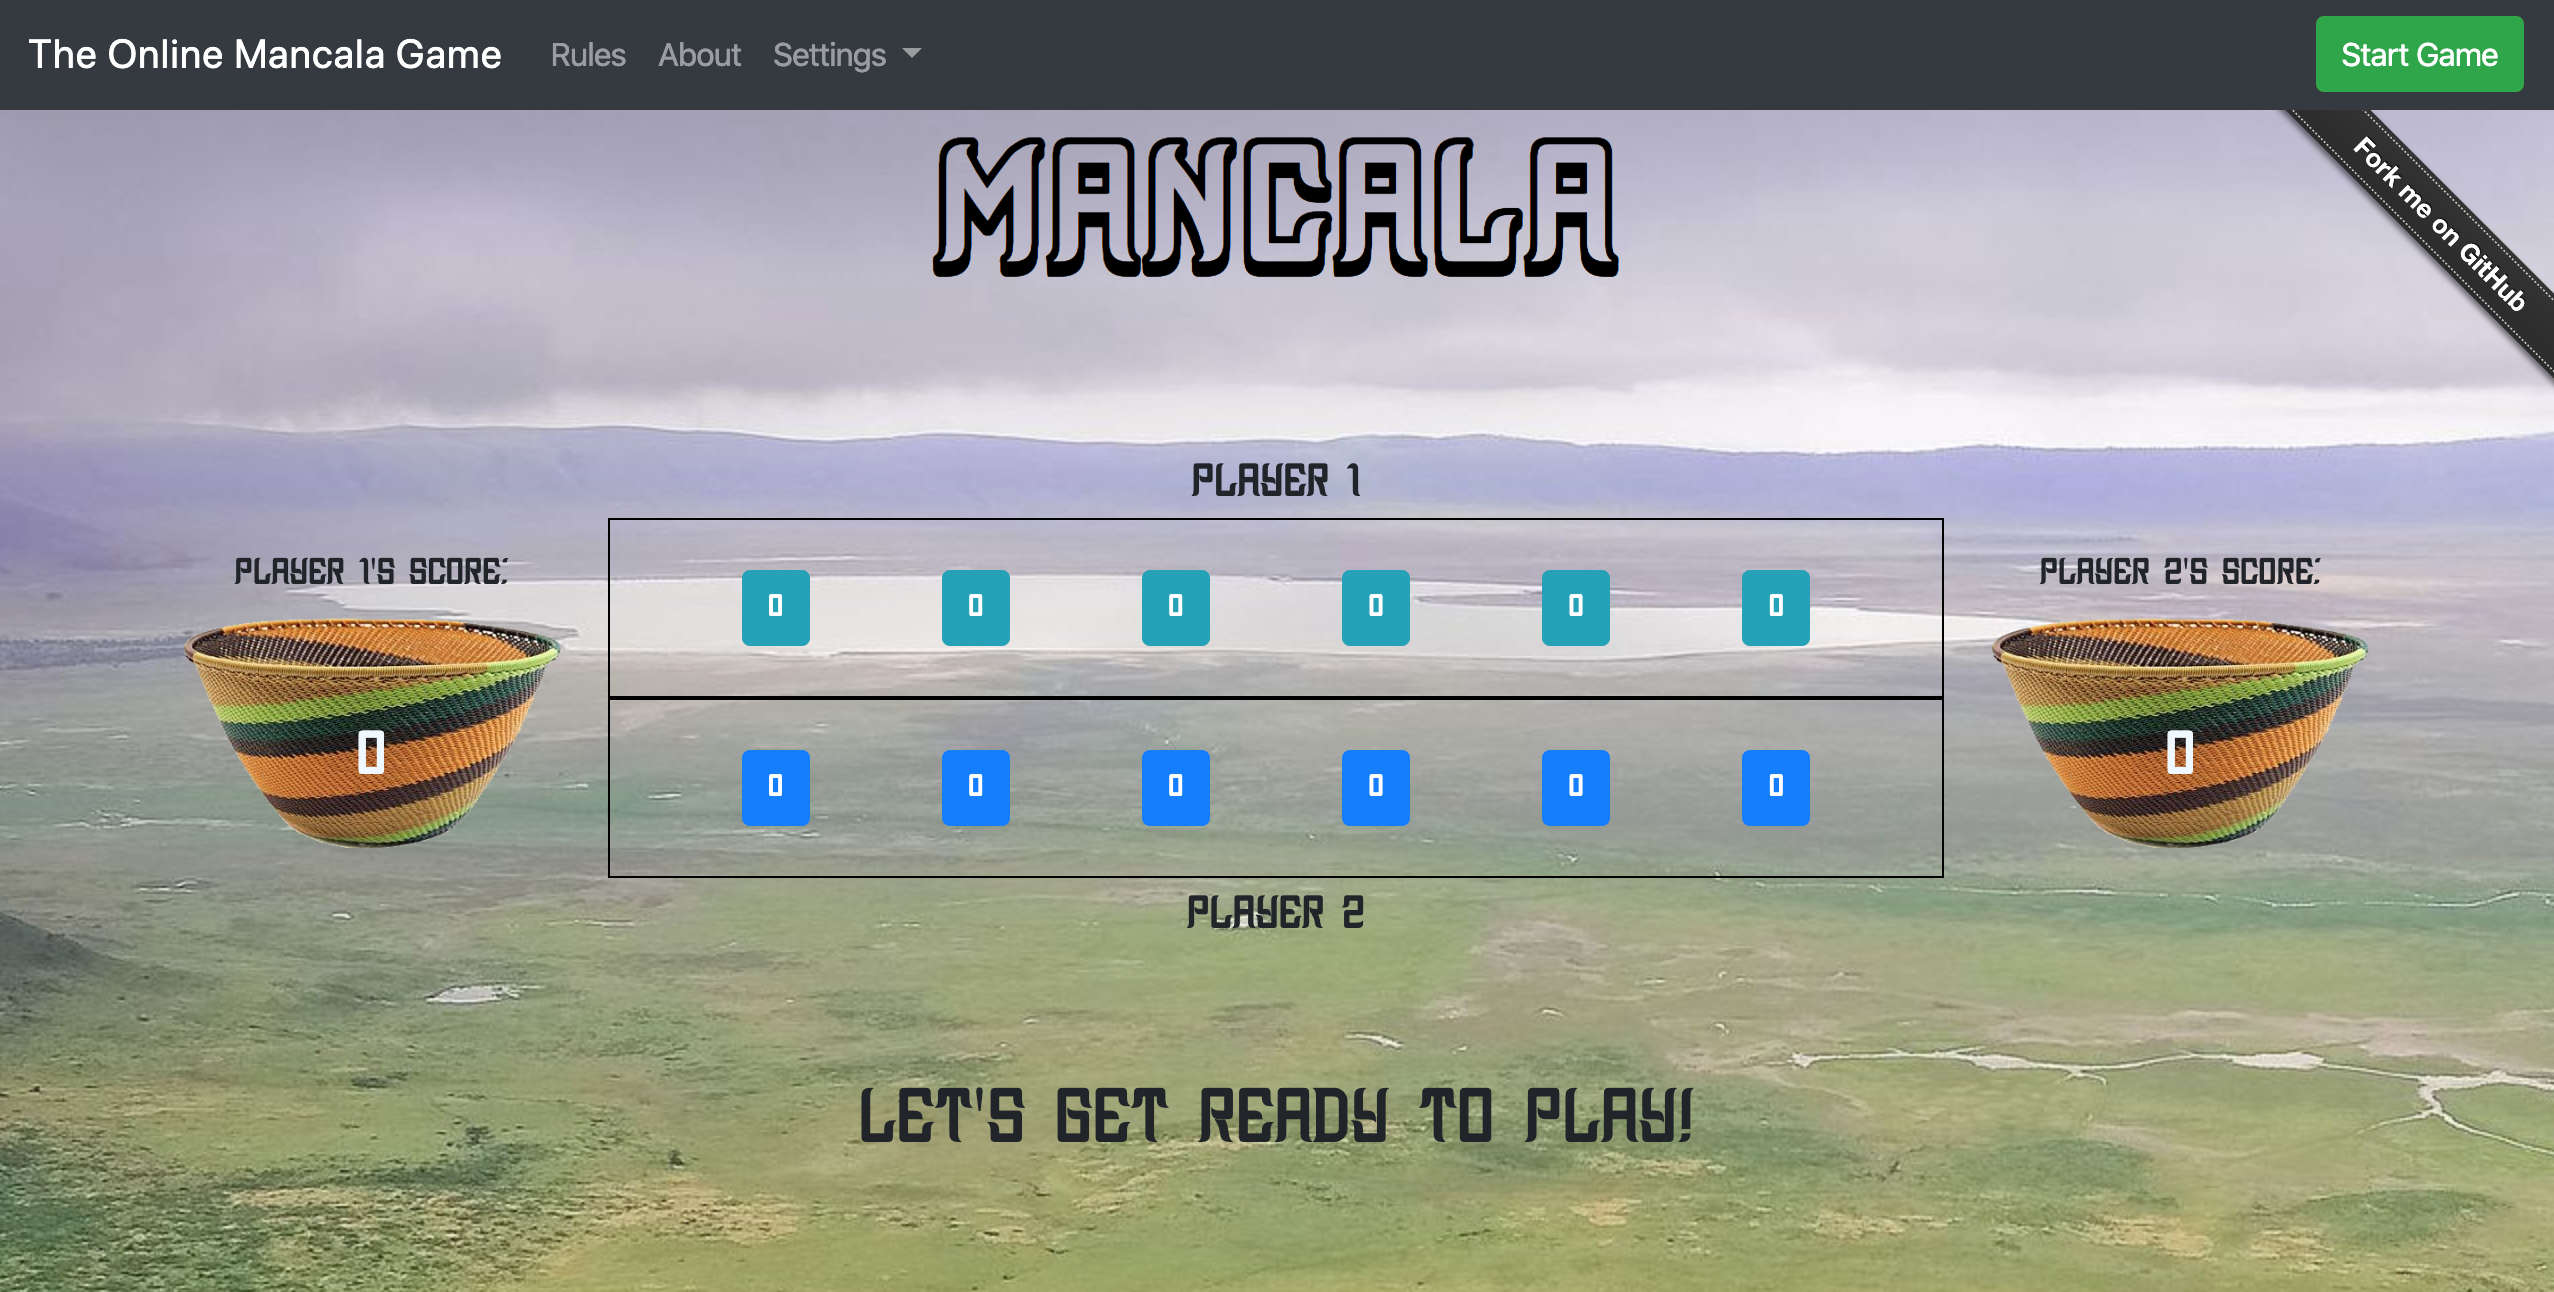 The Online Mancala Game Rules About Settings Start Game
MANCALA
Fork me on GitHub
PLAYER 1
PLAYER 1'S SCORE:
PLAYER 2'S SCORE:
0 0 0 0 0 0
0
0
0 0 0 0 0 0
PLAYER 2
LET'S GET READY TO PLAY!